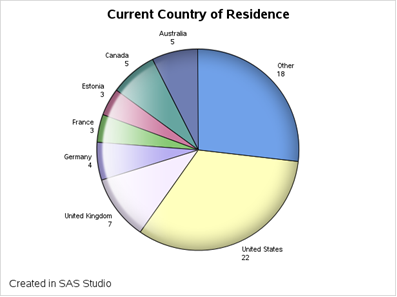 Current Country of Residence
Australia
5
Canada
5
Other
18
Estonia
3
France
3
Germany
4
United Kingdom
7
United States
22
Created in SAS Studio